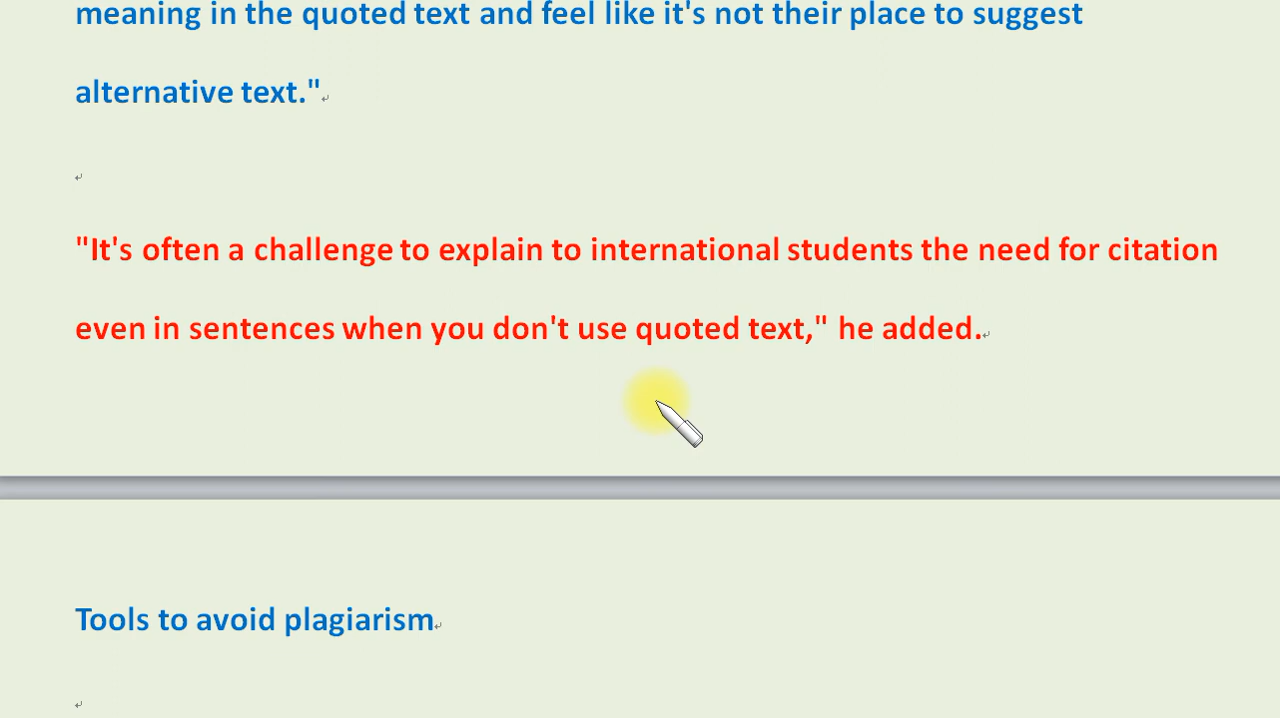 meaning in the quoted text and feel like it's not their place to suggest
alternative text."
"It's often a challenge to explain to international students the need for citation
even in sentences when you don't use quoted text," he added.
Tools to avoid plagiarism